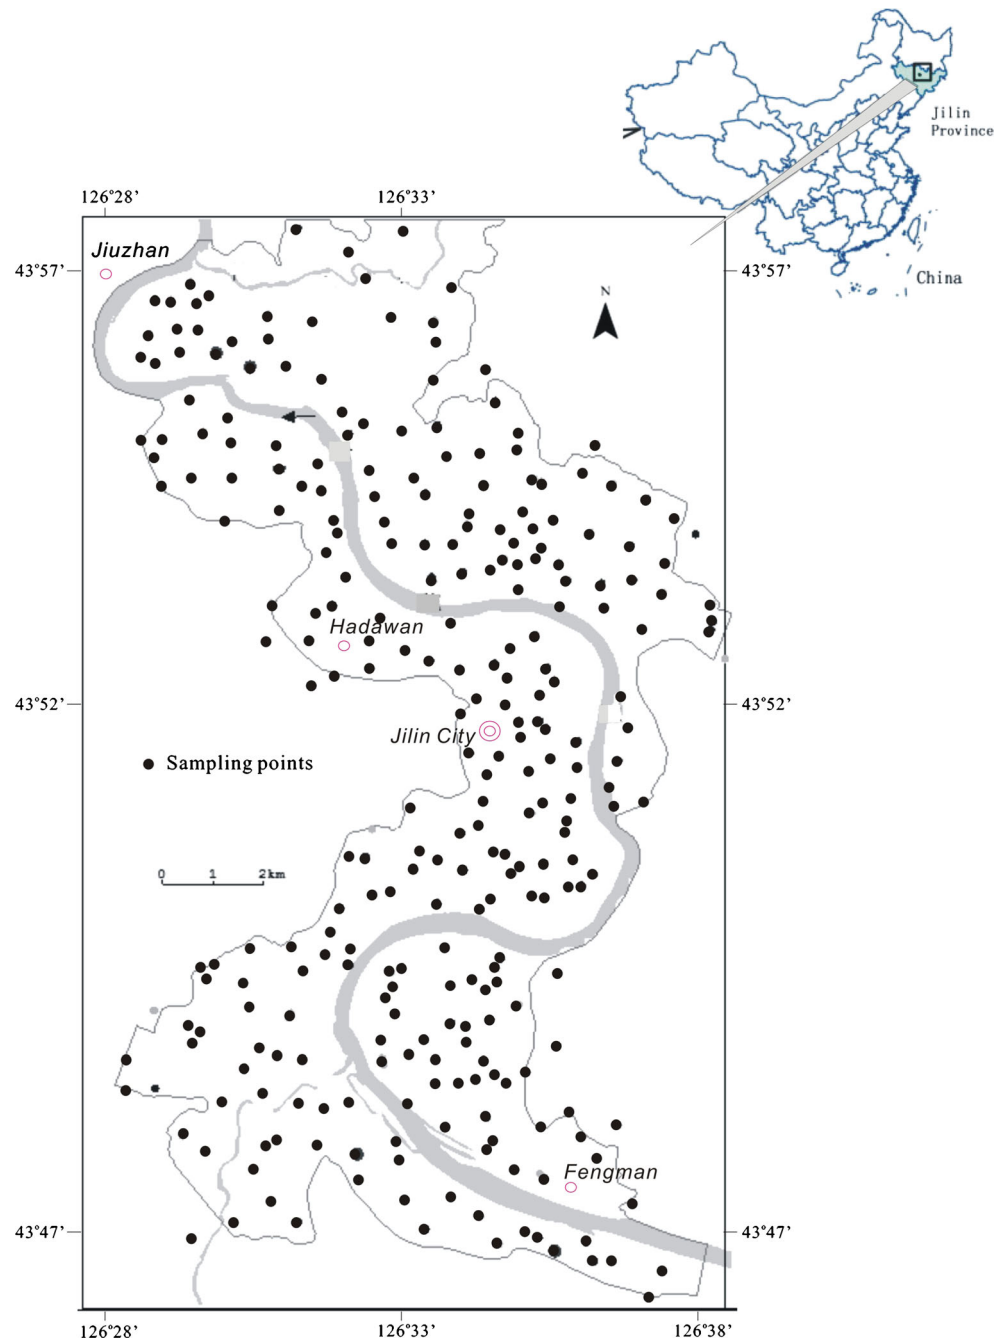 Jilin
Province
China
126°28’
126°33’
Jiuzhan
43°57’
43°57’
N
Hadawan
43°52’
43°52’
Jilin City
Sampling points
0 1 2km
Fengman
43°47’
43°47’
126°28’
126°33’
126°38’